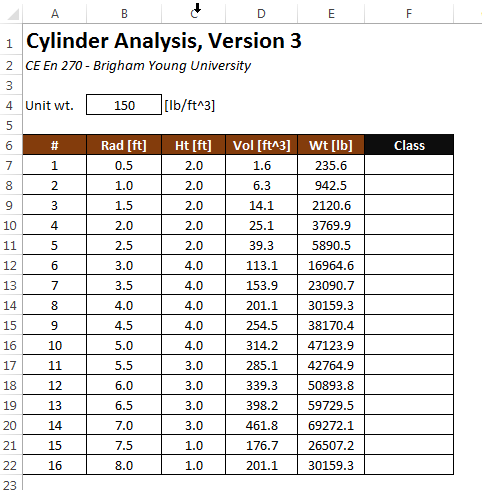 A B C D E F
1 Cylinder Analysis, Version 3
2 CE En 270 - Brigham Young University
3
4 Unit wt. 150 [lb/ft^3]
5
6 # Rad [ft] Ht [ft] Vol [ft^3] Wt [lb] Class
7 1 0.5 2.0 1.6 235.6
8 2 1.0 2.0 6.3 942.5
9 3 1.5 2.0 14.1 2120.6
10 4 2.0 2.0 25.1 3769.9
11 5 2.5 2.0 39.3 5890.5
12 6 3.0 4.0 113.1 16964.6
13 7 3.5 4.0 153.9 23090.7
14 8 4.0 4.0 201.1 30159.3
15 9 4.5 4.0 254.5 38170.4
16 10 5.0 4.0 314.2 47123.9
17 11 5.5 3.0 285.1 42764.9
18 12 6.0 3.0 339.3 50893.8
19 13 6.5 3.0 398.2 59729.5
20 14 7.0 3.0 461.8 69272.1
21 15 7.5 1.0 176.7 26507.2
22 16 8.0 1.0 201.1 30159.3
23